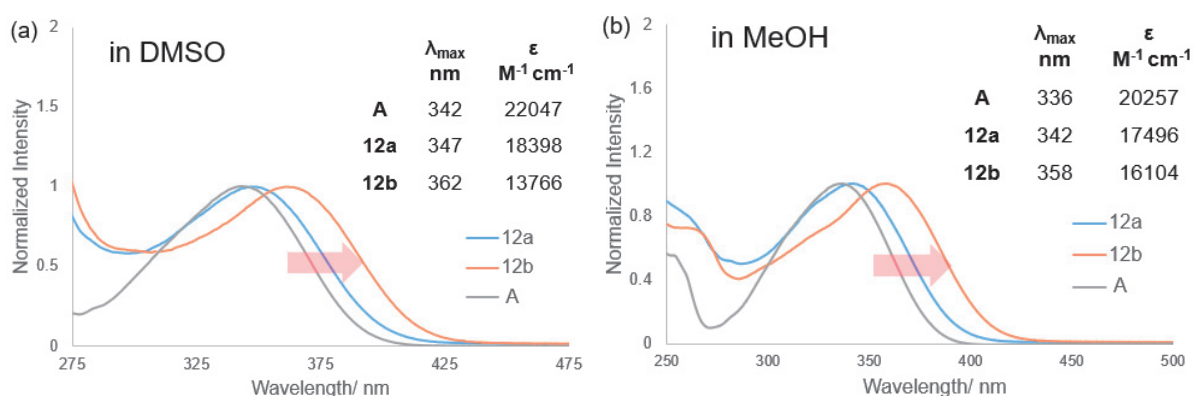 (a)
in DMSO
λmax
nm
ε
M-1 cm-1
A 342 22047
12a 347 18398
12b 362 13766
12a
12b
A
Normalized Intensity
2
1.5
1
0.5
0
275 325 375 425 475
Wavelength/ nm
(b)
in MeOH
λmax
nm
ε
M-1 cm-1
A 336 20257
12a 342 17496
12b 358 16104
12a
12b
A
Normalized Intensity
2.0
1.6
1.2
0.8
0.4
0
250 300 350 400 450 500
Wavelength/ nm